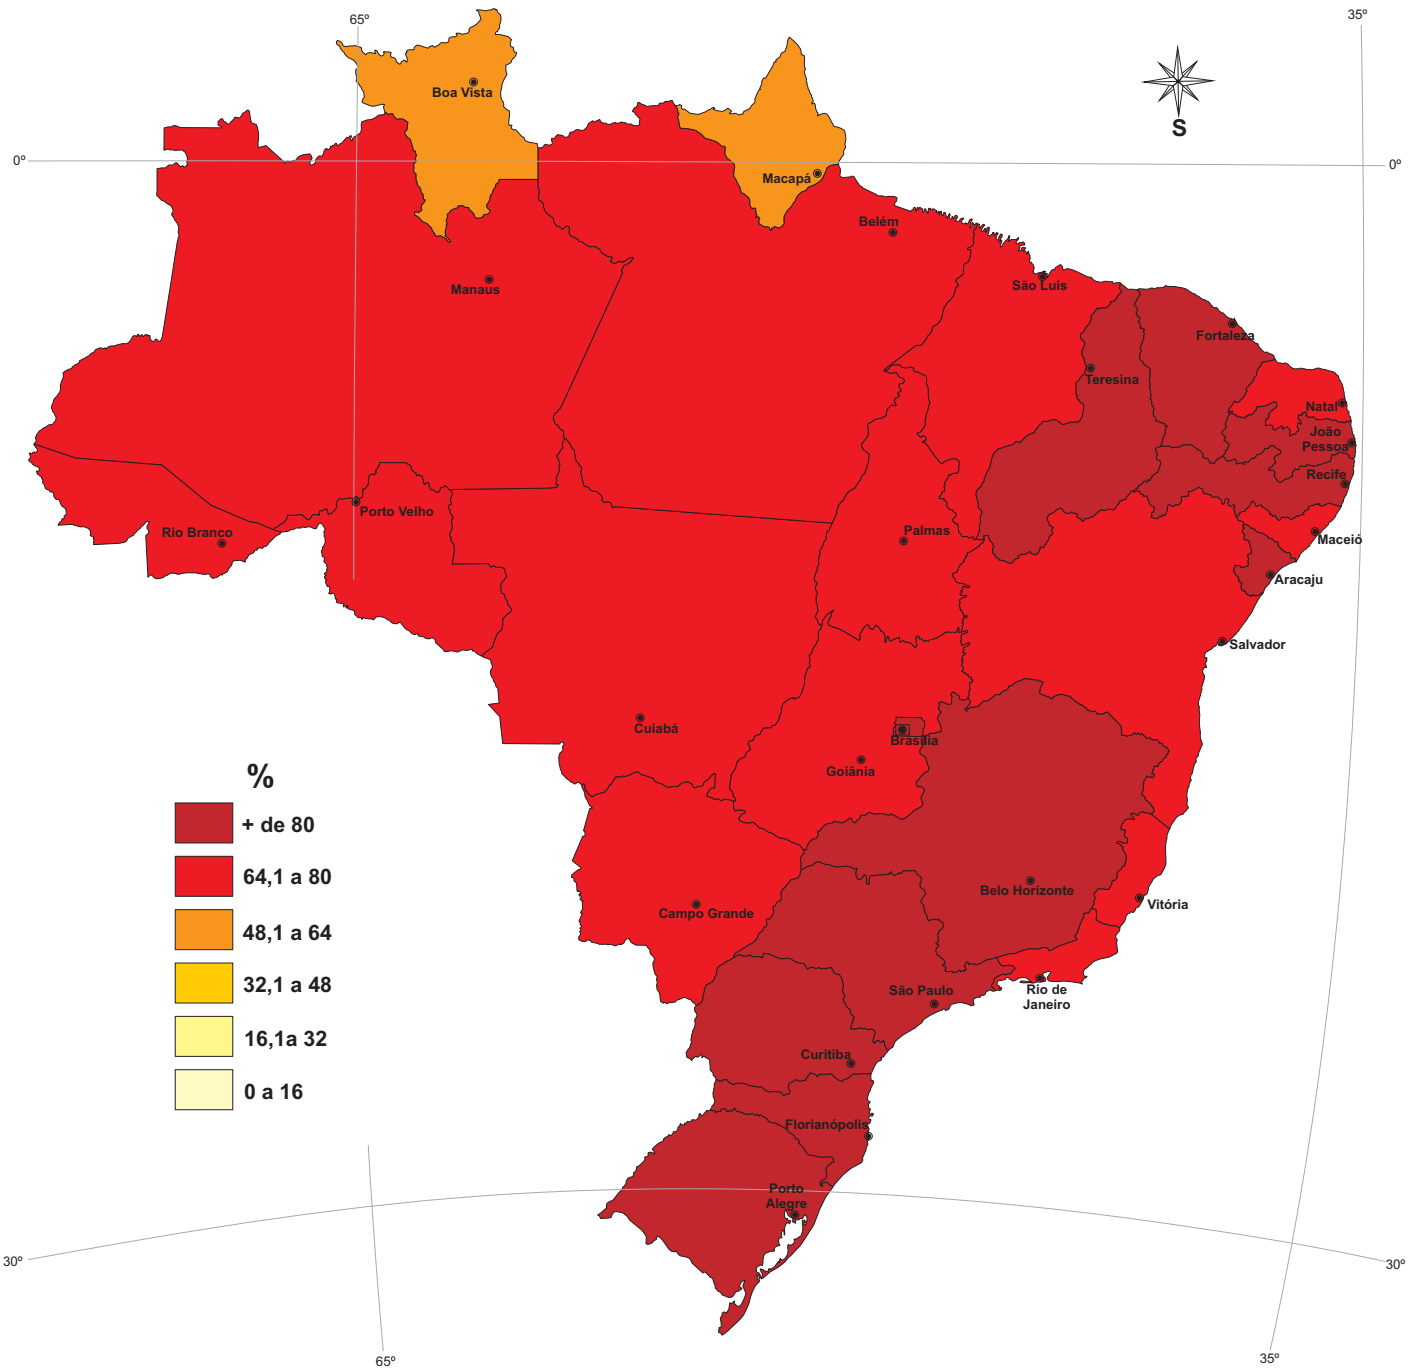 65º
35º
Boa Vista
S
0º
0º
Macapá
Belém
Manaus
São Luis
Fortaleza
Teresina
Natal
João
Pessoa
Recife
Porto Velho
Rio Branco
Palmas
Maceió
Aracaju
Salvador
Cuiabá
Brasília
Goiânia
%
+ de 80
64,1 a 80
48,1 a 64
32,1 a 48
16,1a 32
0 a 16
Belo Horizonte
Vitória
Campo Grande
São Paulo
Rio de
Janeiro
Curitiba
Florianópolis
Porto
Alegre
30º
30º
65º
35º